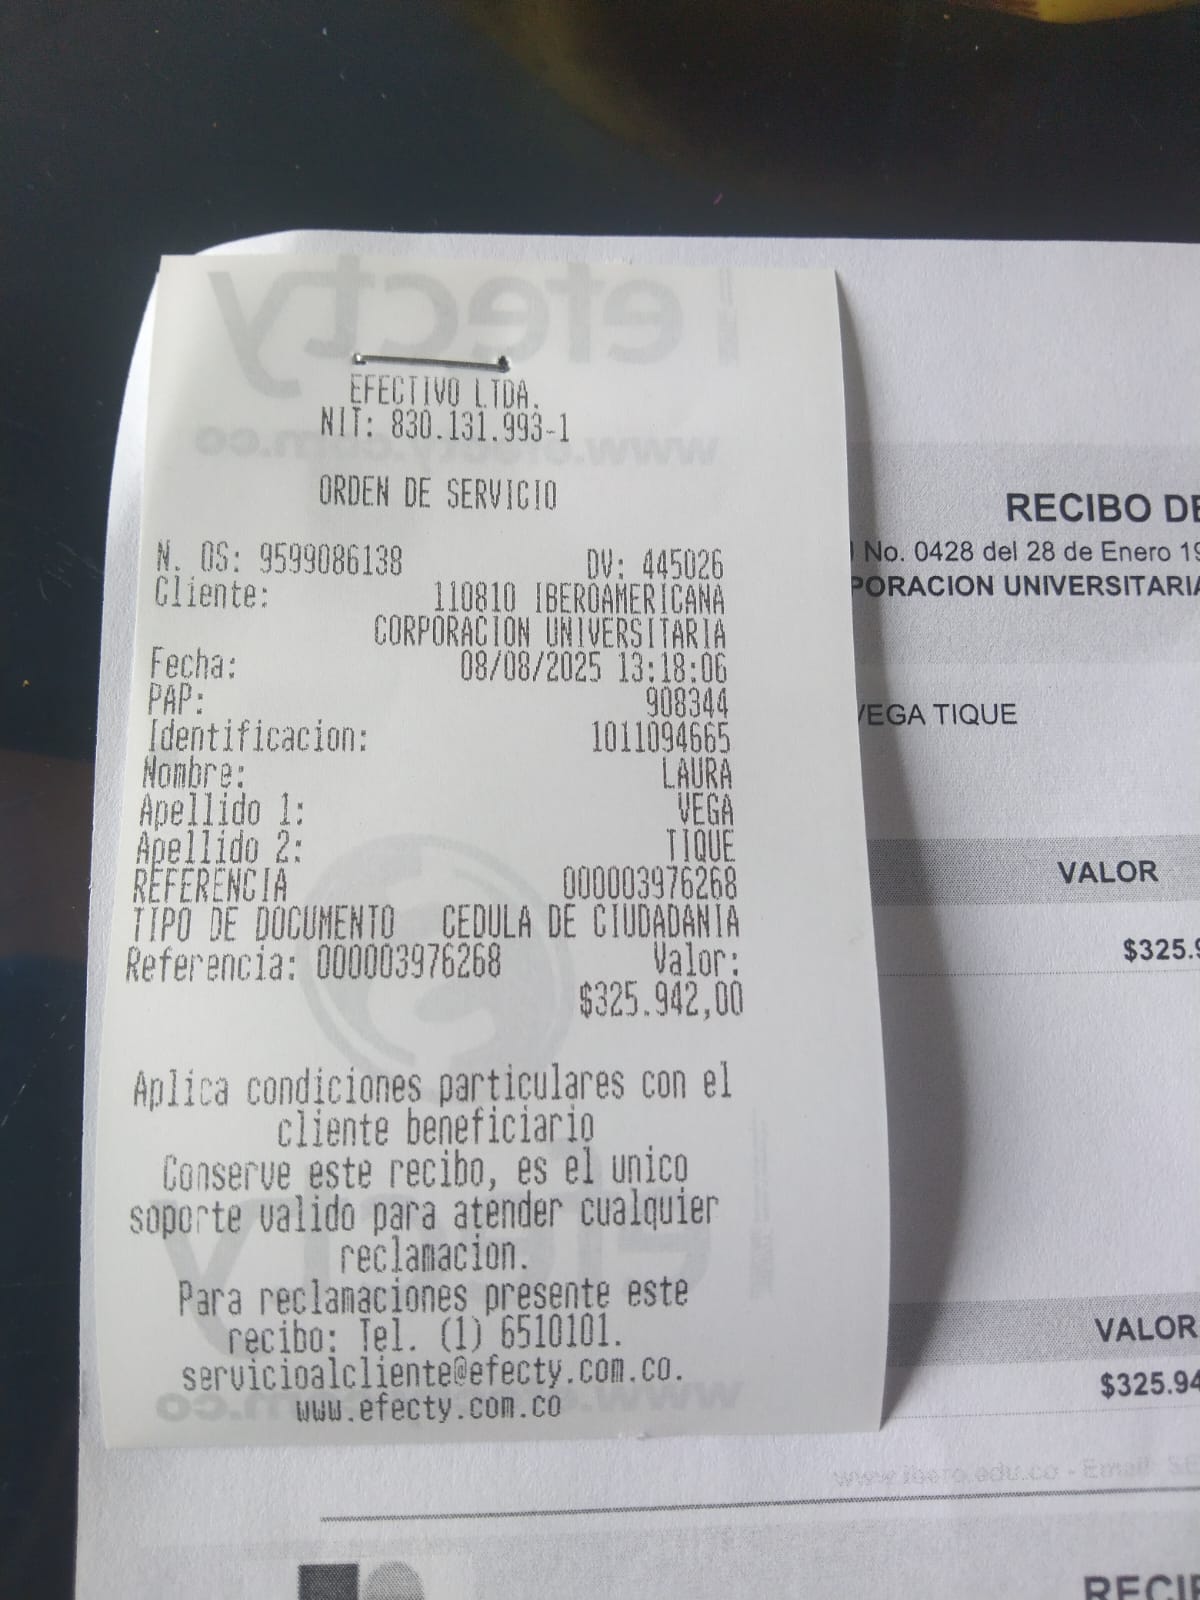 EFECTIVO LTDA.
NIT: 830.131.993-1
ORDEN DE SERVICIO
N. OS: 9599086138 DV: 445026
Cliente: 110810 IBEROAMERICANA
CORPORACION UNIVERSITARIA
Fecha: 08/08/2025 13:18:06
PAP: 908344
Identificacion: 1011094665
Nombre: LAURA
Apellido 1: VEGA
Apellido 2: TIQUE
REFERENCIA 000003976268
TIPO DE DOCUMENTO CEDULA DE CIUDADANIA
Referencia: 000003976268 Valor:
$325.942,00
Aplica condiciones particulares con el
cliente beneficiario
Conserve este recibo, es el unico
soporte valido para atender cualquier
reclamacion.
Para reclamaciones presente este
recibo: Tel. (1) 6510101.
servicioalcliente@efecty.com.co.
www.efecty.com.co
efecty
www.efecty.com.co
RECIBO DE
No. 0428 del 28 de Enero 19
PORACION UNIVERSITARIA
VEGA TIQUE
VALOR
$325.9
VALOR
$325.94
www.ibero.edu.co - Email: SE
RECIB